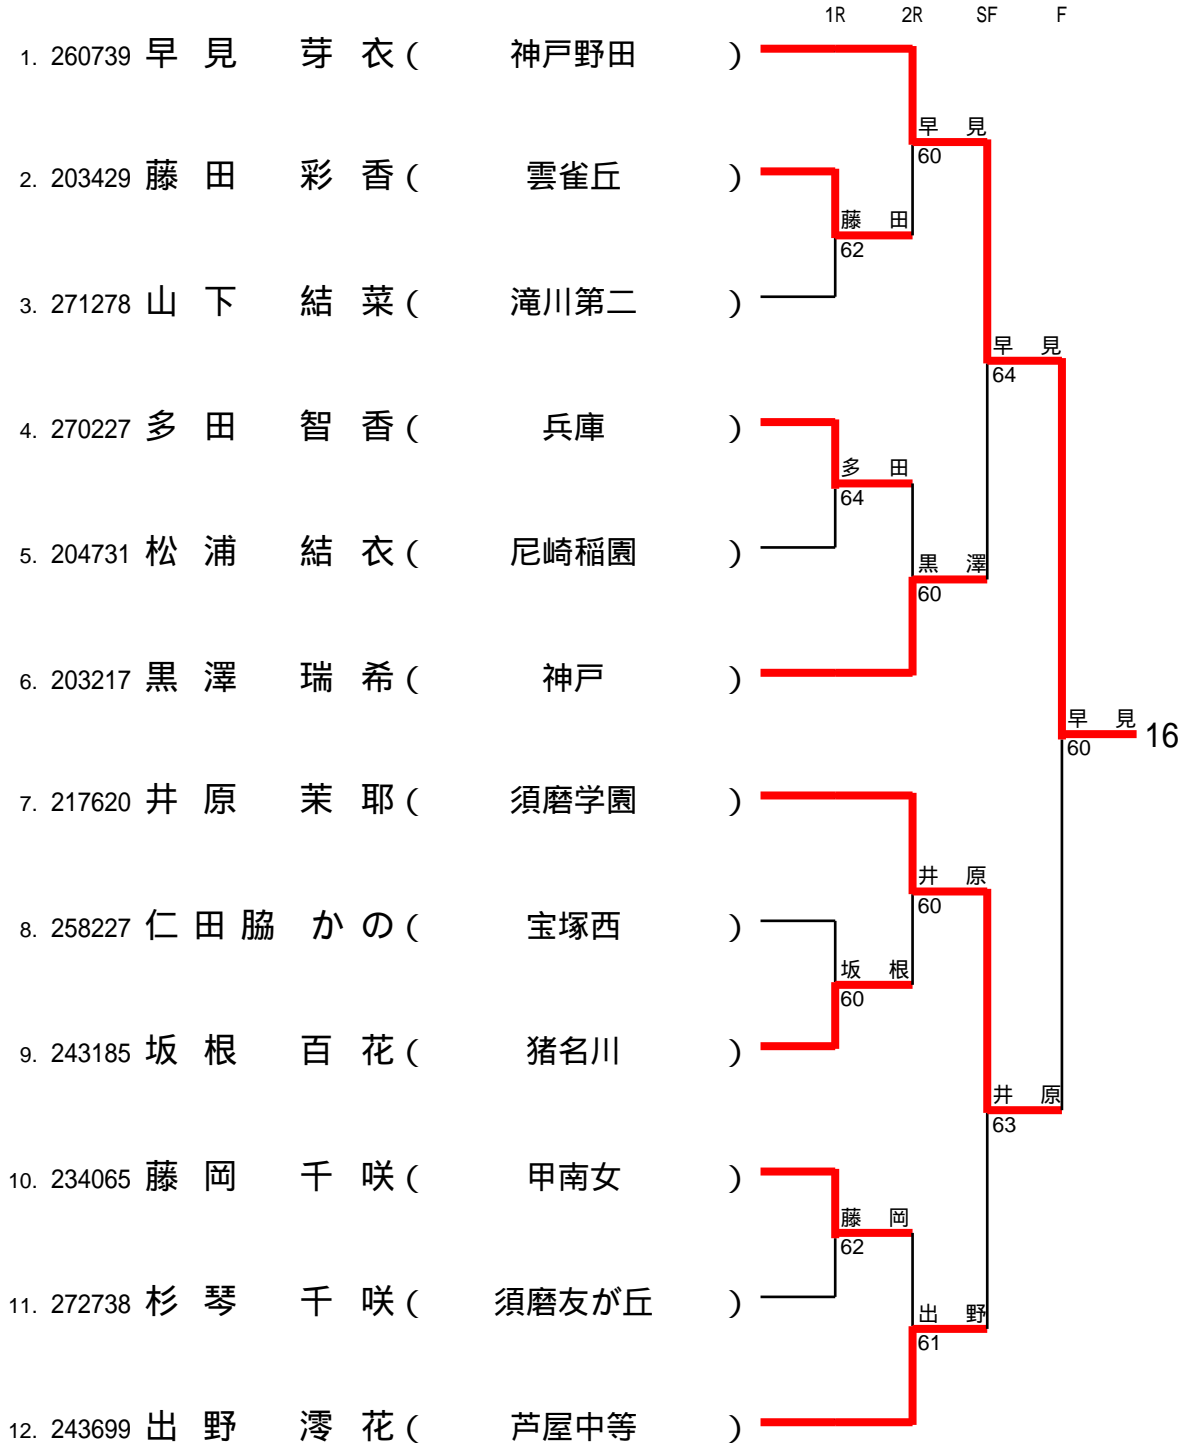 1R 2R SF F
1. 260739 早 見 芽 衣 ( 神戸野田 )
早 見
60
2. 203429 藤 田 彩 香 ( 雲雀丘 )
藤 田
62
3. 271278 山 下 結 菜 ( 滝川第二 )
早 見
64
4. 270227 多 田 智 香 ( 兵庫 )
多 田
64
5. 204731 松 浦 結 衣 ( 尼崎稲園 )
黒 澤
60
6. 203217 黒 澤 瑞 希 ( 神戸 )
早 見
60 16
7. 217620 井 原 茉 耶 ( 須磨学園 )
井 原
60
8. 258227 仁 田 脇 か の ( 宝塚西 )
坂 根
60
9. 243185 坂 根 百 花 ( 猪名川 )
井 原
63
10. 234065 藤 岡 千 咲 ( 甲南女 )
藤 岡
62
11. 272738 杉 琴 千 咲 ( 須磨友が丘 )
出 野
61
12. 243699 出 野 澪 花 ( 芦屋中等 )